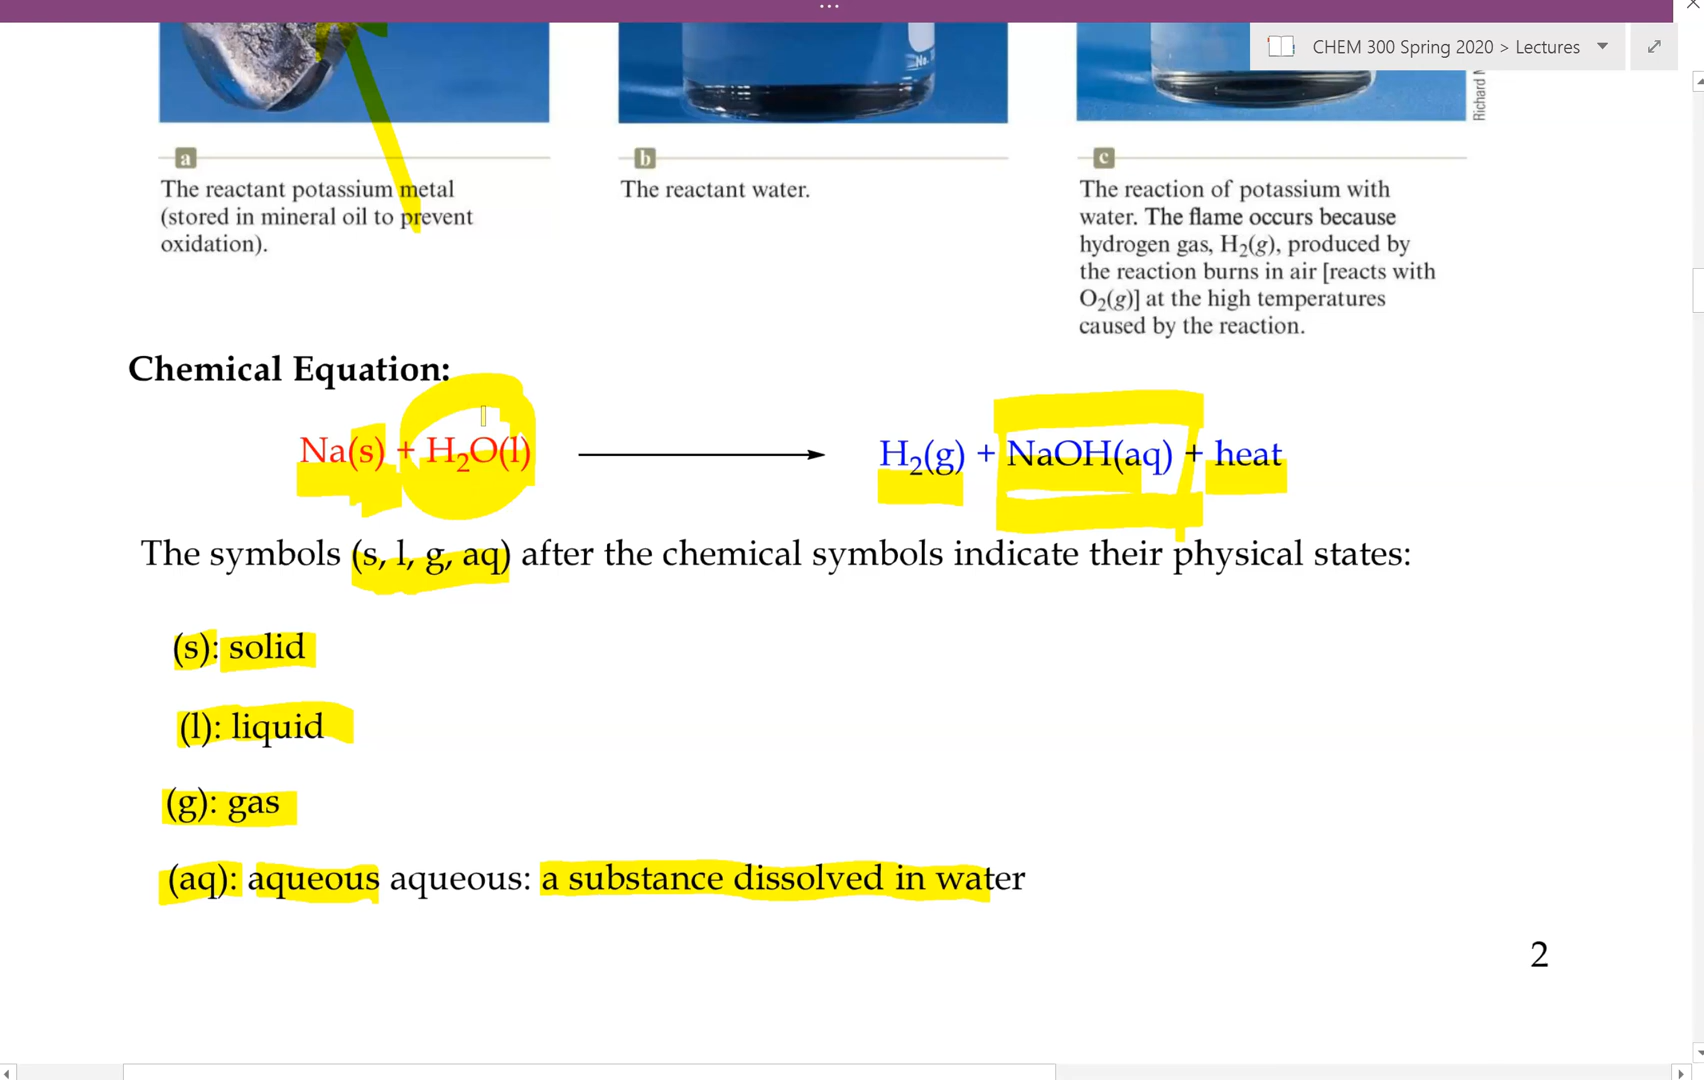 ...
CHEM 300 Spring 2020 > Lectures
No.
Richard
a
The reactant potassium metal
(stored in mineral oil to prevent
oxidation).
b
The reactant water.
c
The reaction of potassium with
water. The flame occurs because
hydrogen gas, H₂(g), produced by
the reaction burns in air [reacts with
O₂(g)] at the high temperatures
caused by the reaction.
Chemical Equation:
Na(s) + H₂O(l) ⟶ H₂(g) + NaOH(aq) + heat
The symbols (s, l, g, aq) after the chemical symbols indicate their physical states:
(s): solid
(l): liquid
(g): gas
(aq): aqueous aqueous: a substance dissolved in water
2